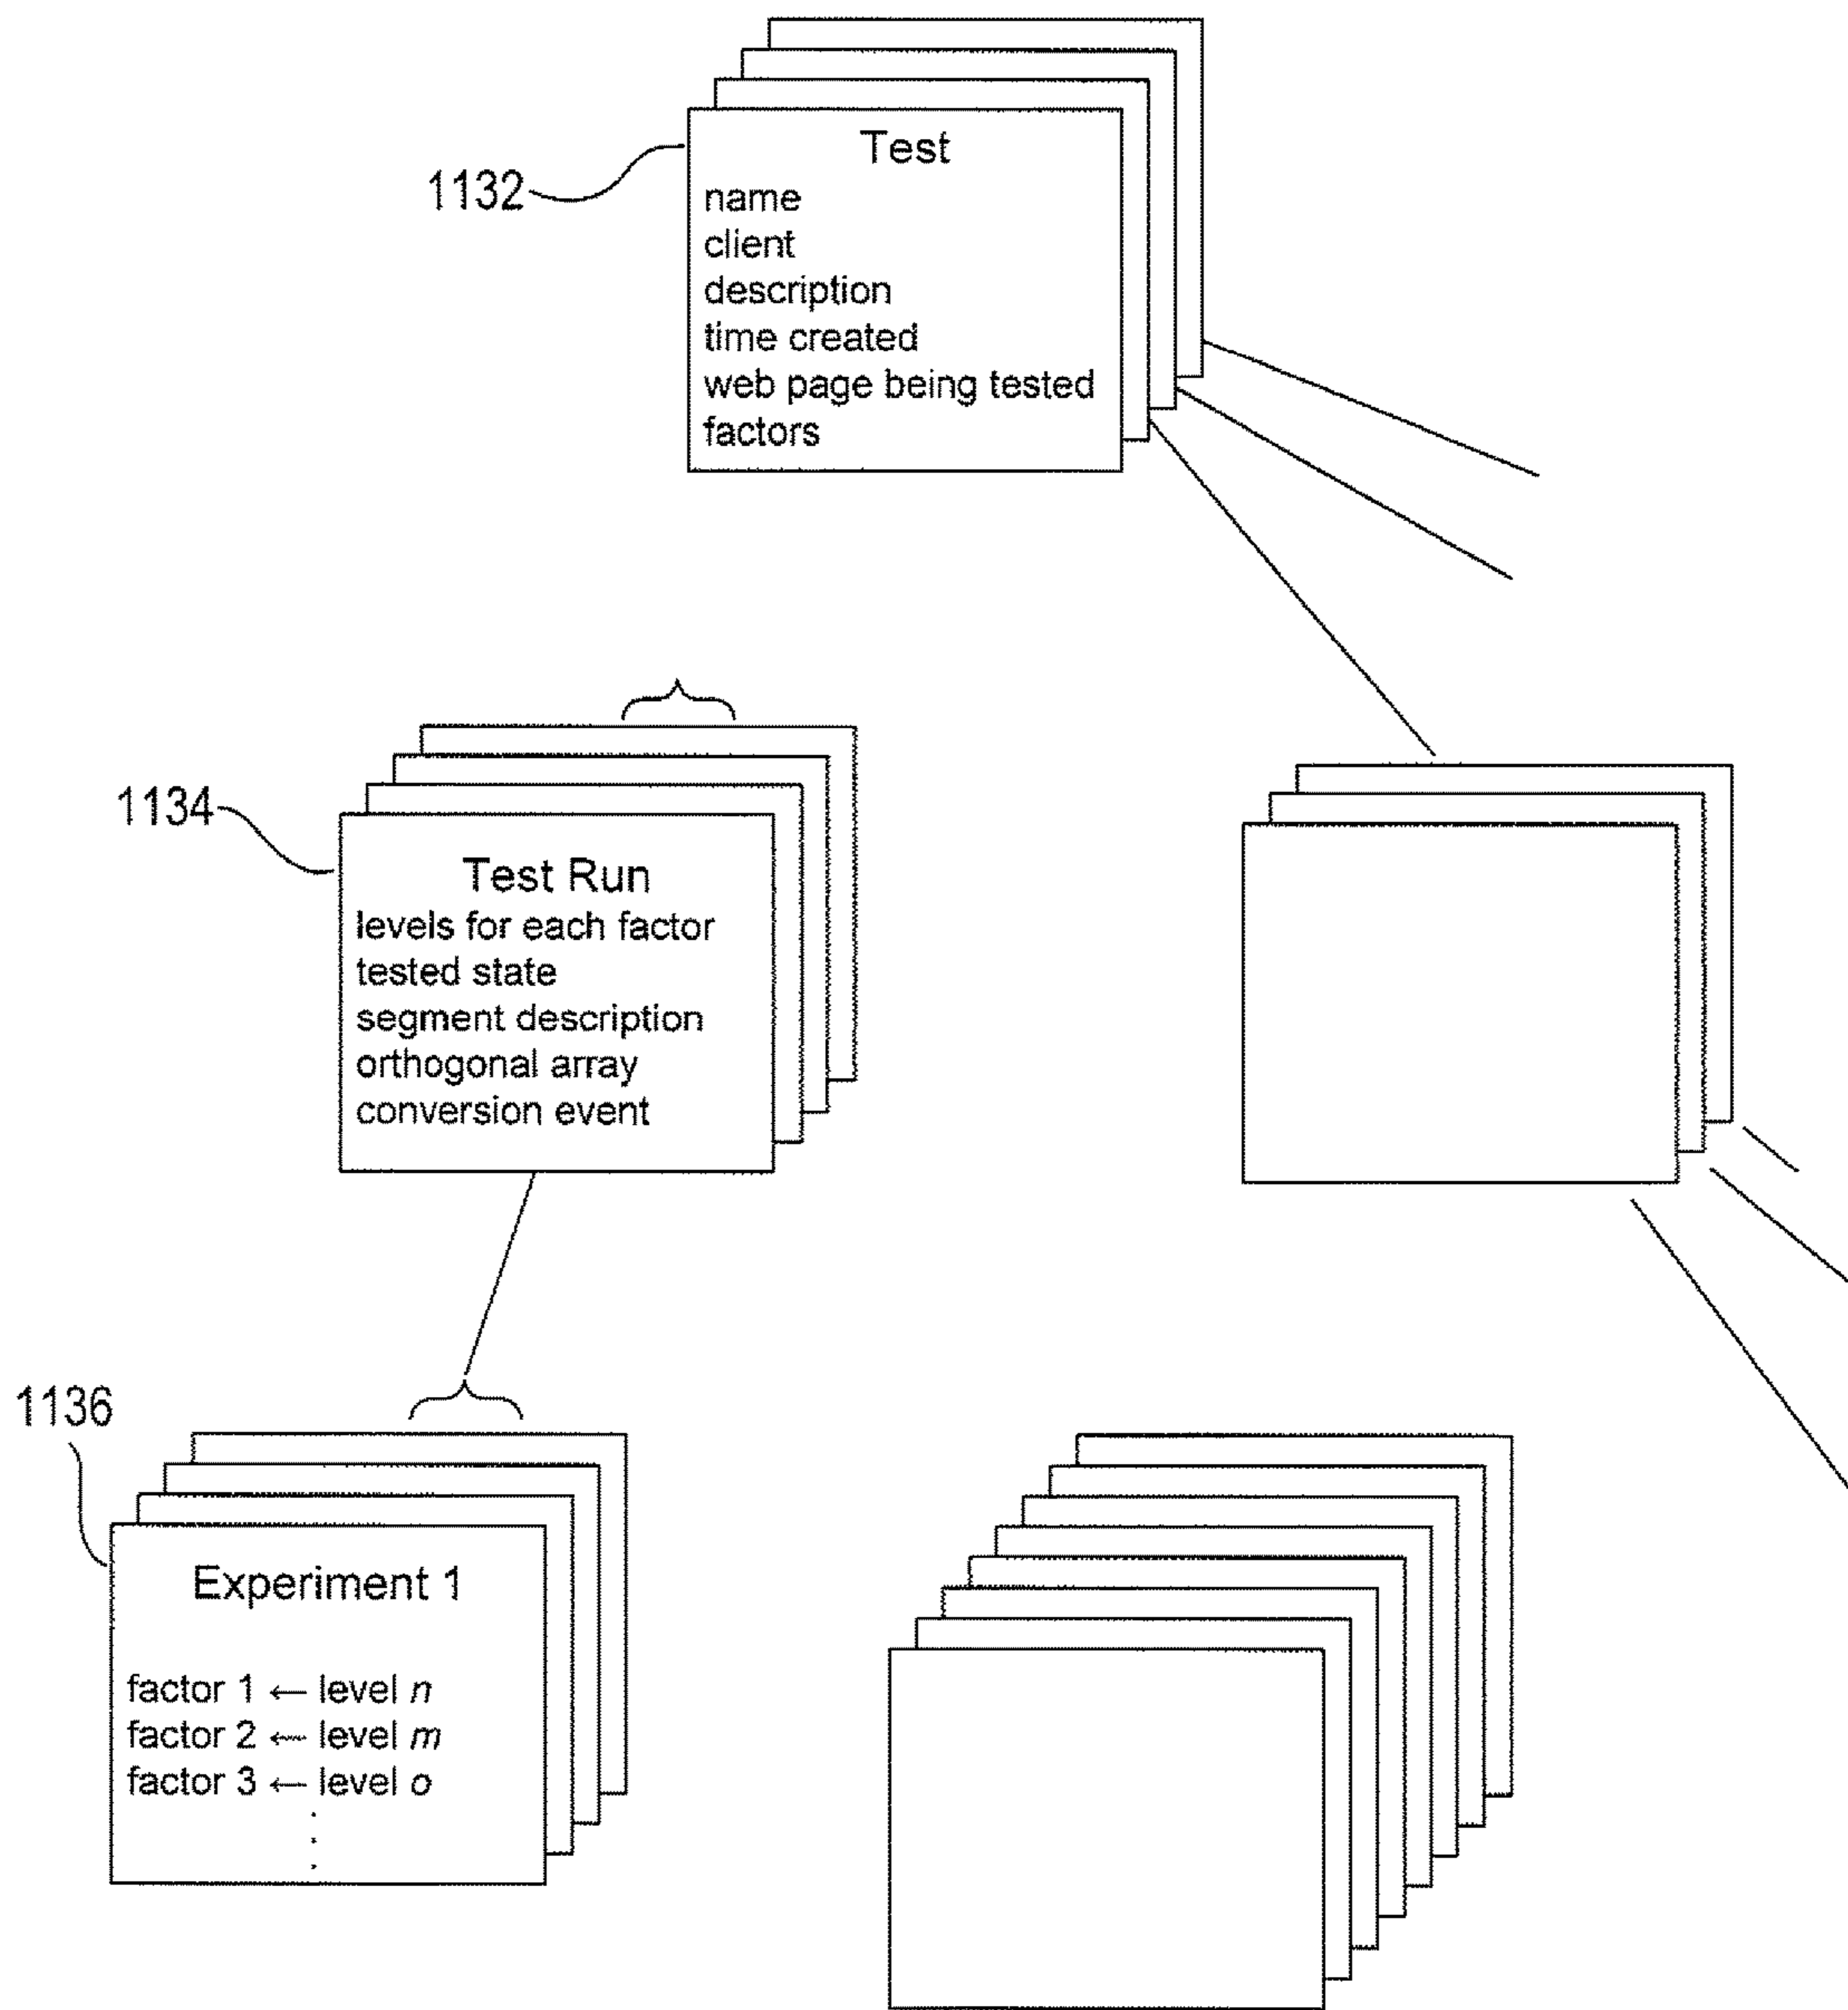 Test
1132
name
client
description
time created
web page being tested
factors
1134
Test Run
levels for each factor
tested state
segment description
orthogonal array
conversion event
1136
Experiment 1
factor 1 ← level n
factor 2 ← level m
factor 3 ← level o
.
.
.